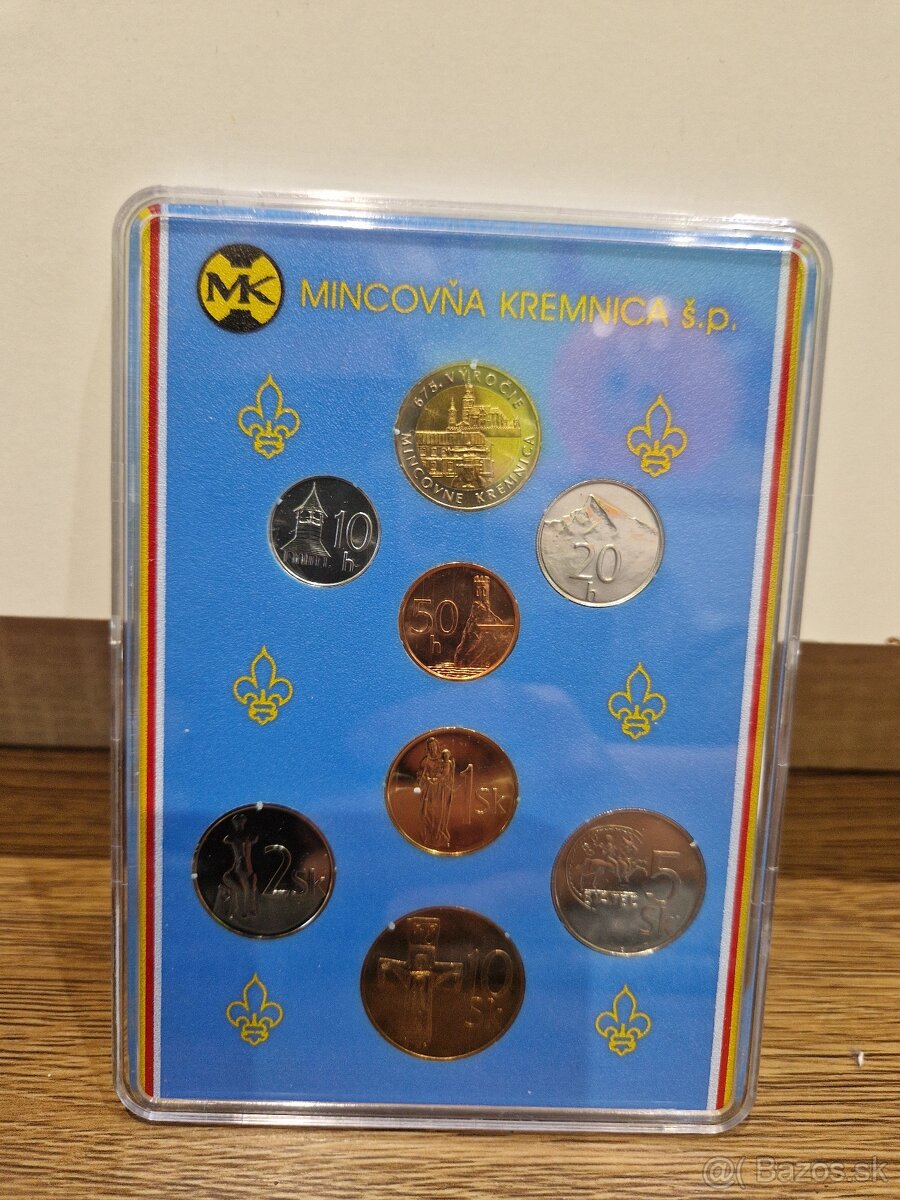 MK
MINCOVŇA KREMNICA š.p.
675. VÝROČIE
MINCOVNE KREMNICA
10
h
20
h
50
h
1 Sk
2 Sk
5
Sk
10
Sk
@( Bazos.sk